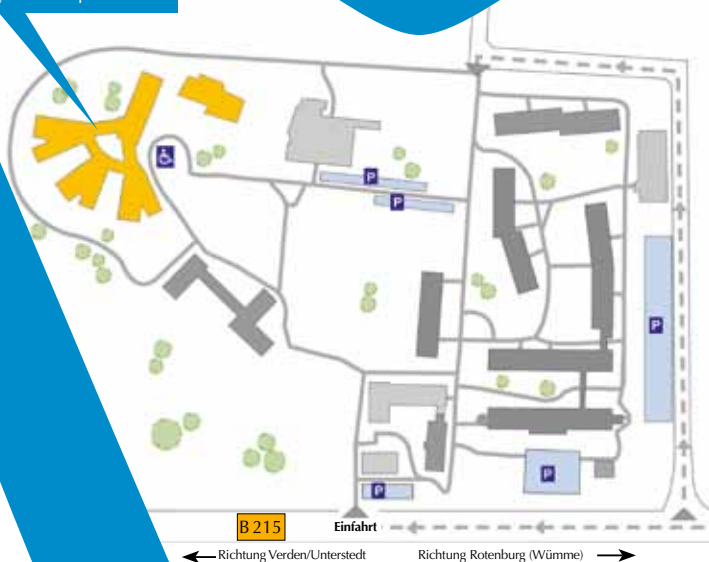 P
P
P
P
P
B 215
Einfahrt
Richtung Verden/Unterstedt
Richtung Rotenburg (Wümme)